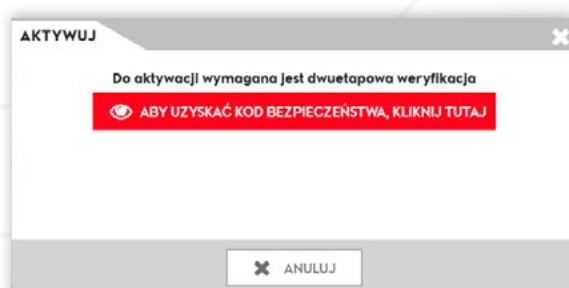 AKTYWUJ
Do aktywacji wymagana jest dwuetapowa weryfikacja
ABY UZYSKAĆ KOD BEZPIECZEŃSTWA, KLIKNIJ TUTAJ
ANULUJ